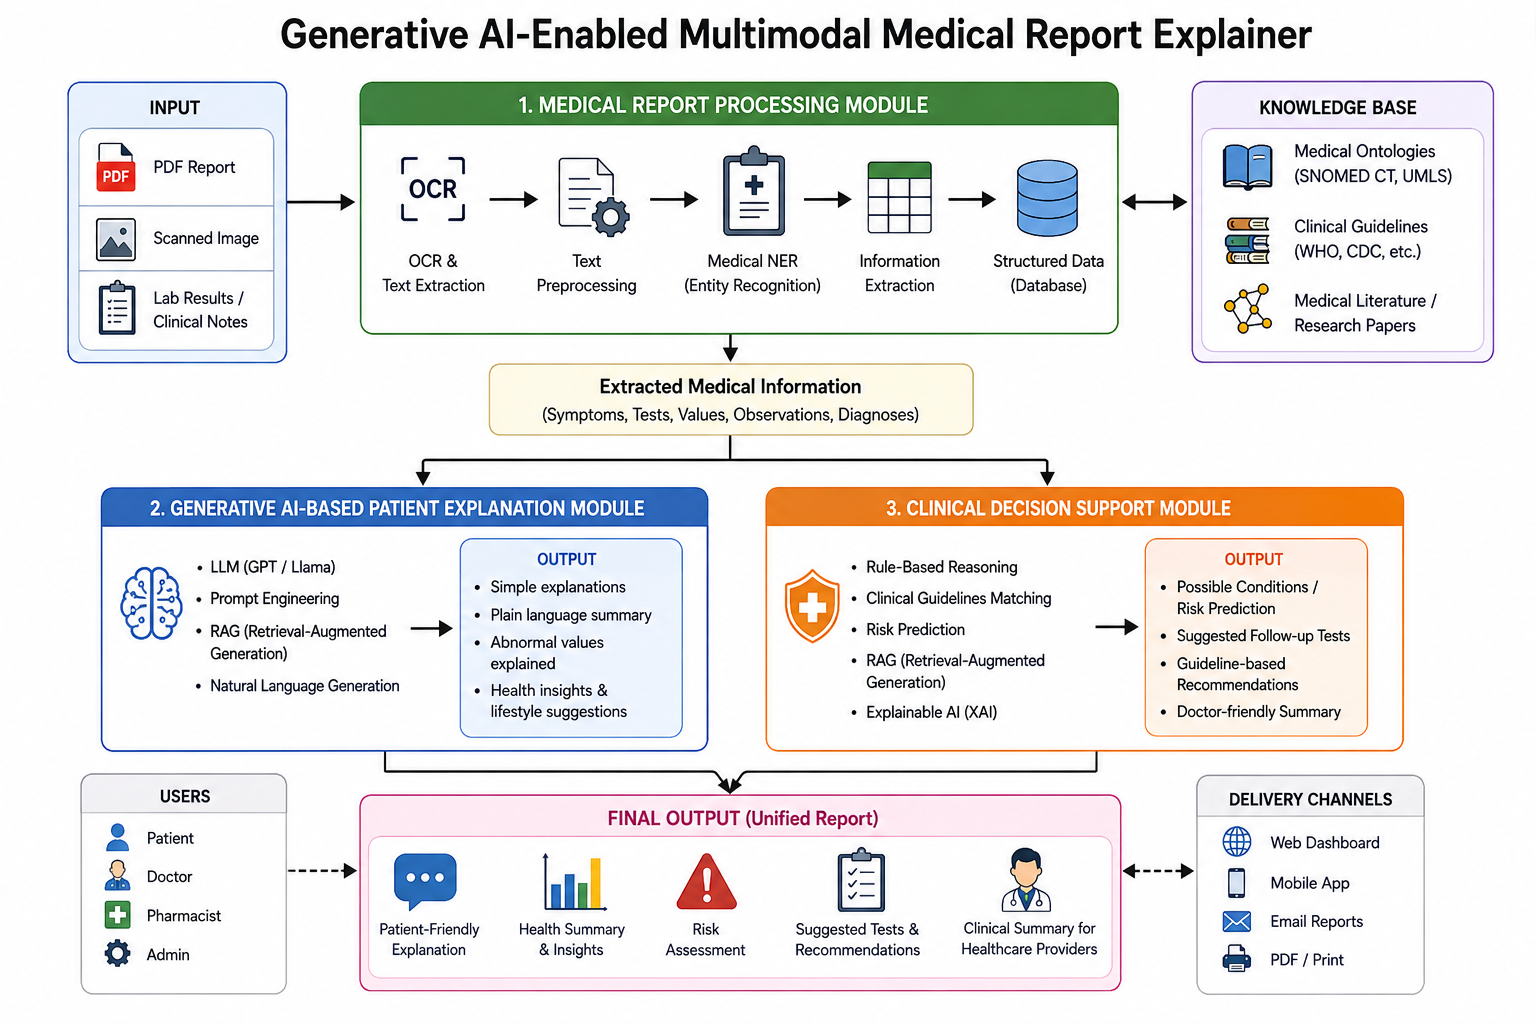 Generative AI-Enabled Multimodal Medical Report Explainer
INPUT
PDF
PDF Report
Scanned Image
Lab Results /
Clinical Notes
1. MEDICAL REPORT PROCESSING MODULE
OCR
OCR &
Text Extraction
Text
Preprocessing
Medical NER
(Entity Recognition)
Information
Extraction
Structured Data
(Database)
KNOWLEDGE BASE
Medical Ontologies
(SNOMED CT, UMLS)
Clinical Guidelines
(WHO, CDC, etc.)
Medical Literature /
Research Papers
Extracted Medical Information
(Symptoms, Tests, Values, Observations, Diagnoses)
2. GENERATIVE AI-BASED PATIENT EXPLANATION MODULE
• LLM (GPT / Llama)
• Prompt Engineering
• RAG (Retrieval-Augmented
Generation)
• Natural Language Generation
OUTPUT
• Simple explanations
• Plain language summary
• Abnormal values
explained
• Health insights &
lifestyle suggestions
3. CLINICAL DECISION SUPPORT MODULE
• Rule-Based Reasoning
• Clinical Guidelines Matching
• Risk Prediction
• RAG (Retrieval-Augmented
Generation)
• Explainable AI (XAI)
OUTPUT
• Possible Conditions /
Risk Prediction
• Suggested Follow-up Tests
• Guideline-based
Recommendations
• Doctor-friendly Summary
USERS
Patient
Doctor
Pharmacist
Admin
FINAL OUTPUT (Unified Report)
Patient-Friendly
Explanation
Health Summary
& Insights
Risk
Assessment
Suggested Tests &
Recommendations
Clinical Summary for
Healthcare Providers
DELIVERY CHANNELS
Web Dashboard
Mobile App
Email Reports
PDF / Print